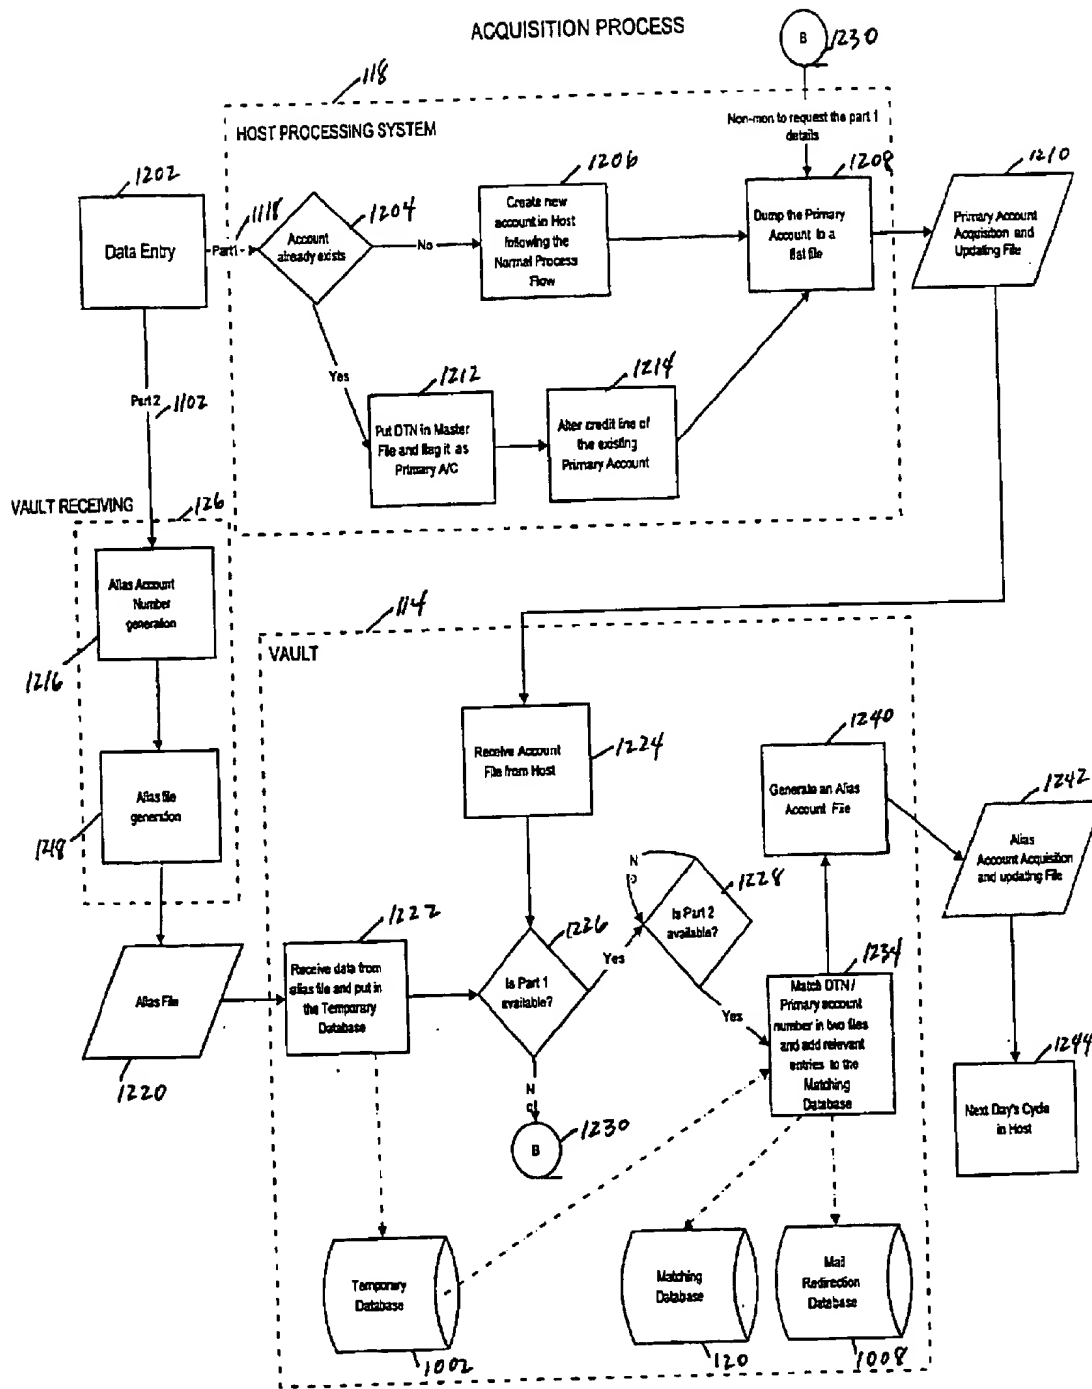 ACQUISITION PROCESS
B
1230
118
HOST PROCESSING SYSTEM
Non-mon to request the part 1
details
1202
Data Entry
Part1
1118
1204
Account
already exists
No
1206
Create new
account in Host
following the
Normal Process
Flow
1208
Dump the Primary
Account to a
flat file
1210
Primary Account
Acquisition and
Updating File
Yes
Part 2
1102
1212
Put DTN in Master
File and flag it as
Primary A/C
1214
Alter credit line of
the existing
Primary Account
VAULT RECEIVING
126
Alias Account
Number
generation
1216
Alias file
generation
1218
114
VAULT
Receive Account
File from Host
1224
1240
Generate an Alias
Account File
1242
Alias
Account Acquisition
and updating File
Alias File
1220
1222
Receive data from
alias file and put in
the Temporary
Database
1226
Is Part 1
available?
Yes
No
1228
Is Part 2
available?
Yes
1234
Match DTN /
Primary account
number in two files
and add relevant
entries to the
Matching
Database
1244
Next Day's Cycle
in Host
No
B
1230
Temporary
Database
1002
Matching
Database
120
Mail
Redirection
Database
1008